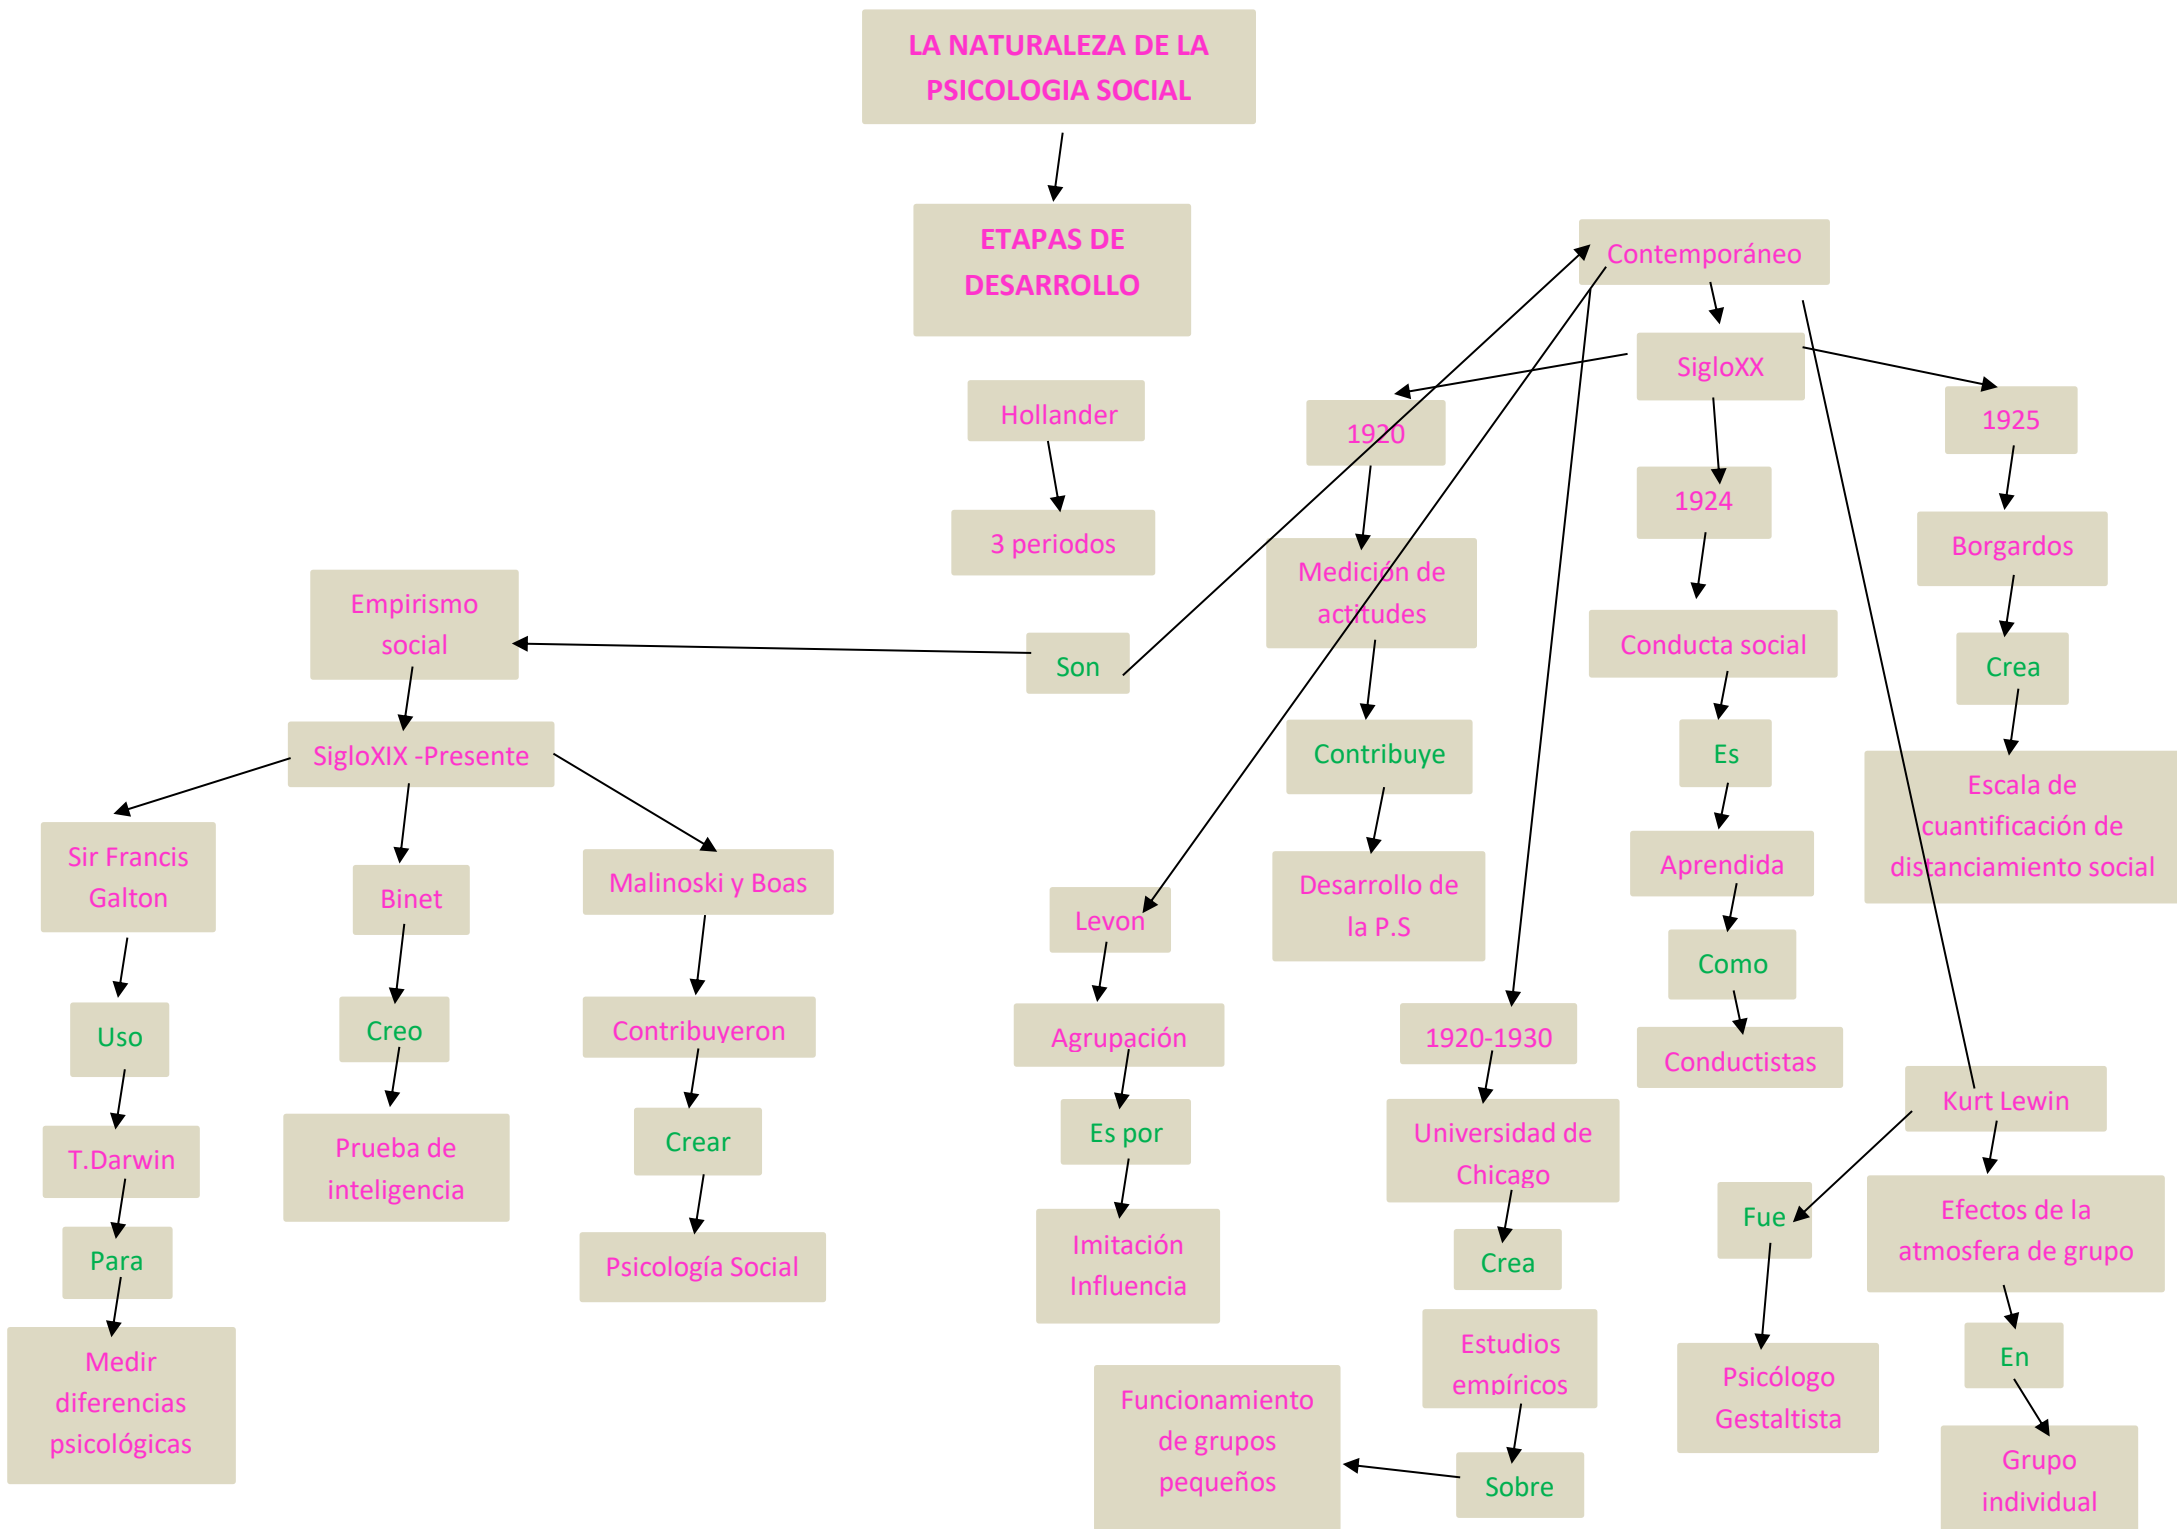 LA NATURALEZA DE LA
PSICOLOGIA SOCIAL
ETAPAS DE
DESARROLLO
Hollander
3 periodos
Son
Empirismo
social
SigloXIX -Presente
Sir Francis
Galton
Uso
T.Darwin
Para
Medir
diferencias
psicológicas
Binet
Creo
Prueba de
inteligencia
Malinoski y Boas
Contribuyeron
Crear
Psicología Social
Contemporáneo
SigloXX
1920
Medición de
actitudes
Contribuye
Desarrollo de
la P.S
1924
Conducta social
Es
Aprendida
Como
Conductistas
1925
Borgardos
Crea
Escala de
cuantificación de
distanciamiento social
Levon
Agrupación
Es por
Imitación
Influencia
1920-1930
Universidad de
Chicago
Crea
Estudios
empíricos
Sobre
Funcionamiento
de grupos
pequeños
Kurt Lewin
Fue
Psicólogo
Gestaltista
Efectos de la
atmosfera de grupo
En
Grupo
individual